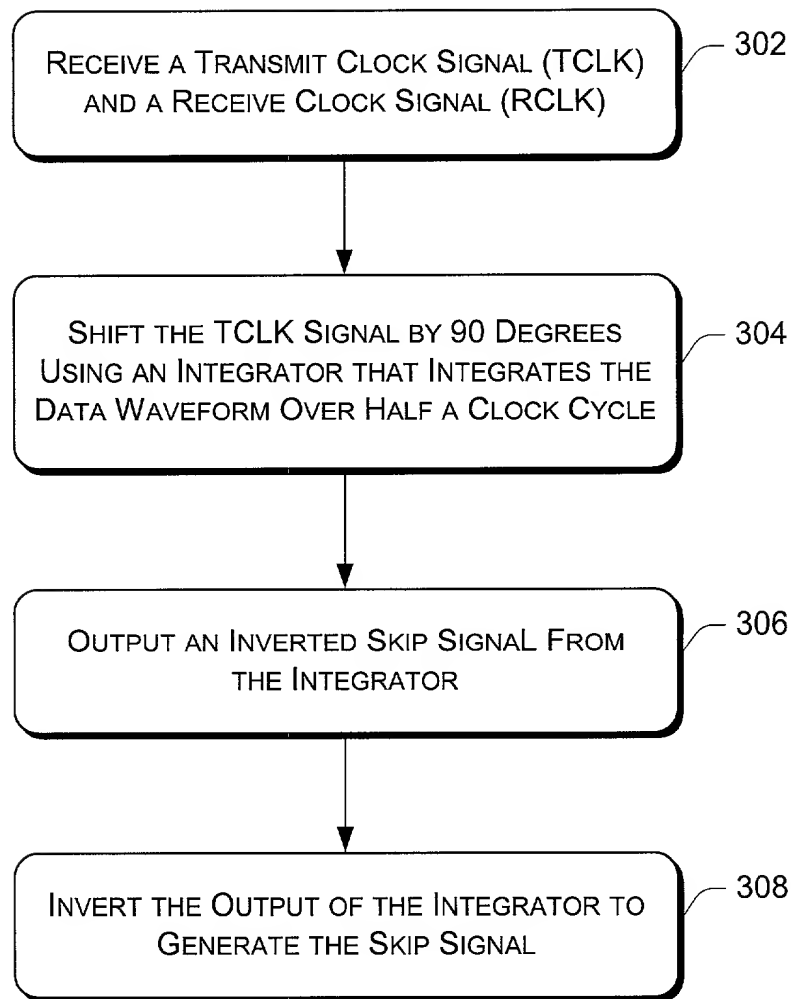 RECEIVE A TRANSMIT CLOCK SIGNAL (TCLK)
AND A RECEIVE CLOCK SIGNAL (RCLK)
302
SHIFT THE TCLK SIGNAL BY 90 DEGREES
USING AN INTEGRATOR THAT INTEGRATES THE
DATA WAVEFORM OVER HALF A CLOCK CYCLE
304
OUTPUT AN INVERTED SKIP SIGNAL FROM
THE INTEGRATOR
306
INVERT THE OUTPUT OF THE INTEGRATOR TO
GENERATE THE SKIP SIGNAL
308